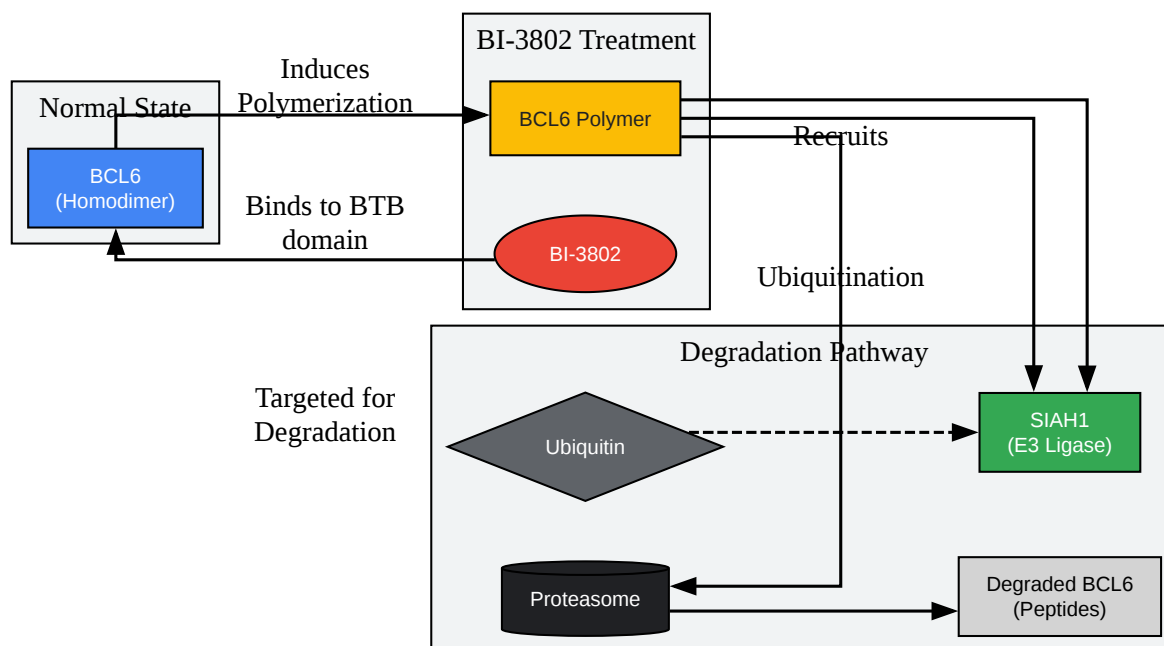 BI-3802 Treatment
Induces
Polymerization
Normal State
BCL6 Polymer
Recruits
BCL6
(Homodimer)
Binds to BTB
domain
BI-3802
Ubiquitination
Degradation Pathway
Targeted for
Degradation
Ubiquitin
SIAH1
(E3 Ligase)
Proteasome
Degraded BCL6
(Peptides)